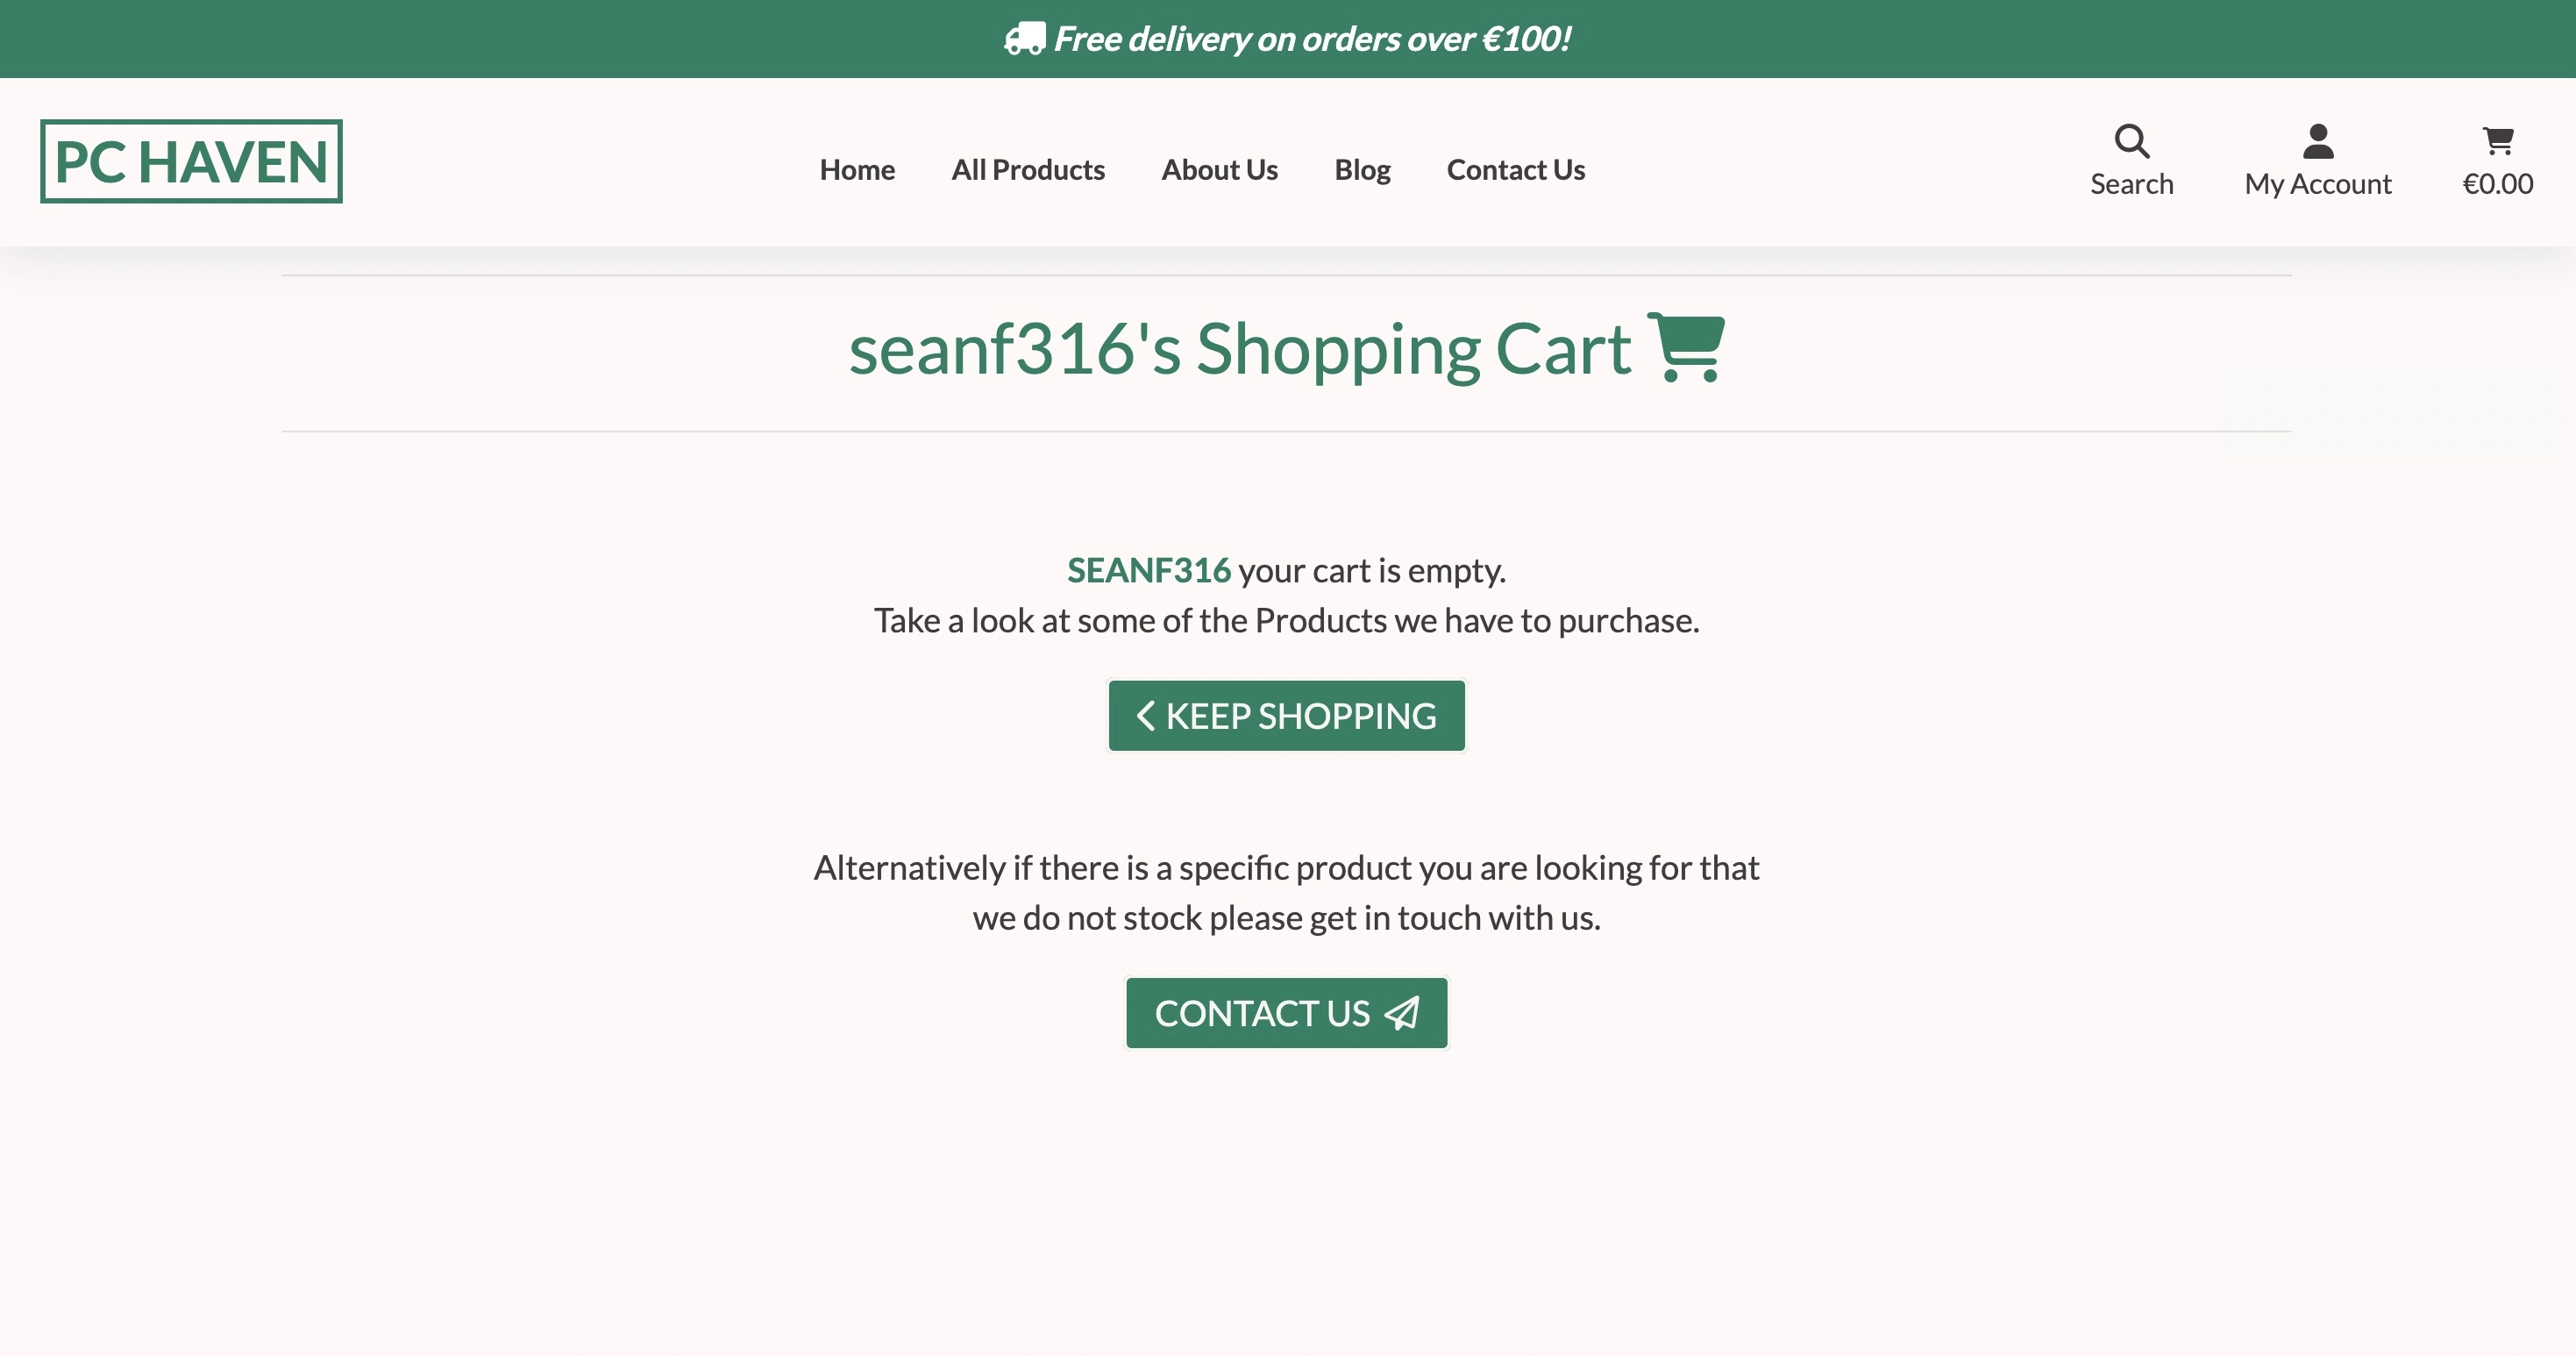 Free delivery on orders over €100!
PC HAVEN
Home All Products About Us Blog Contact Us
Search My Account €0.00
seanf316's Shopping Cart
SEANF316 your cart is empty.
Take a look at some of the Products we have to purchase.
KEEP SHOPPING
Alternatively if there is a specific product you are looking for that
we do not stock please get in touch with us.
CONTACT US